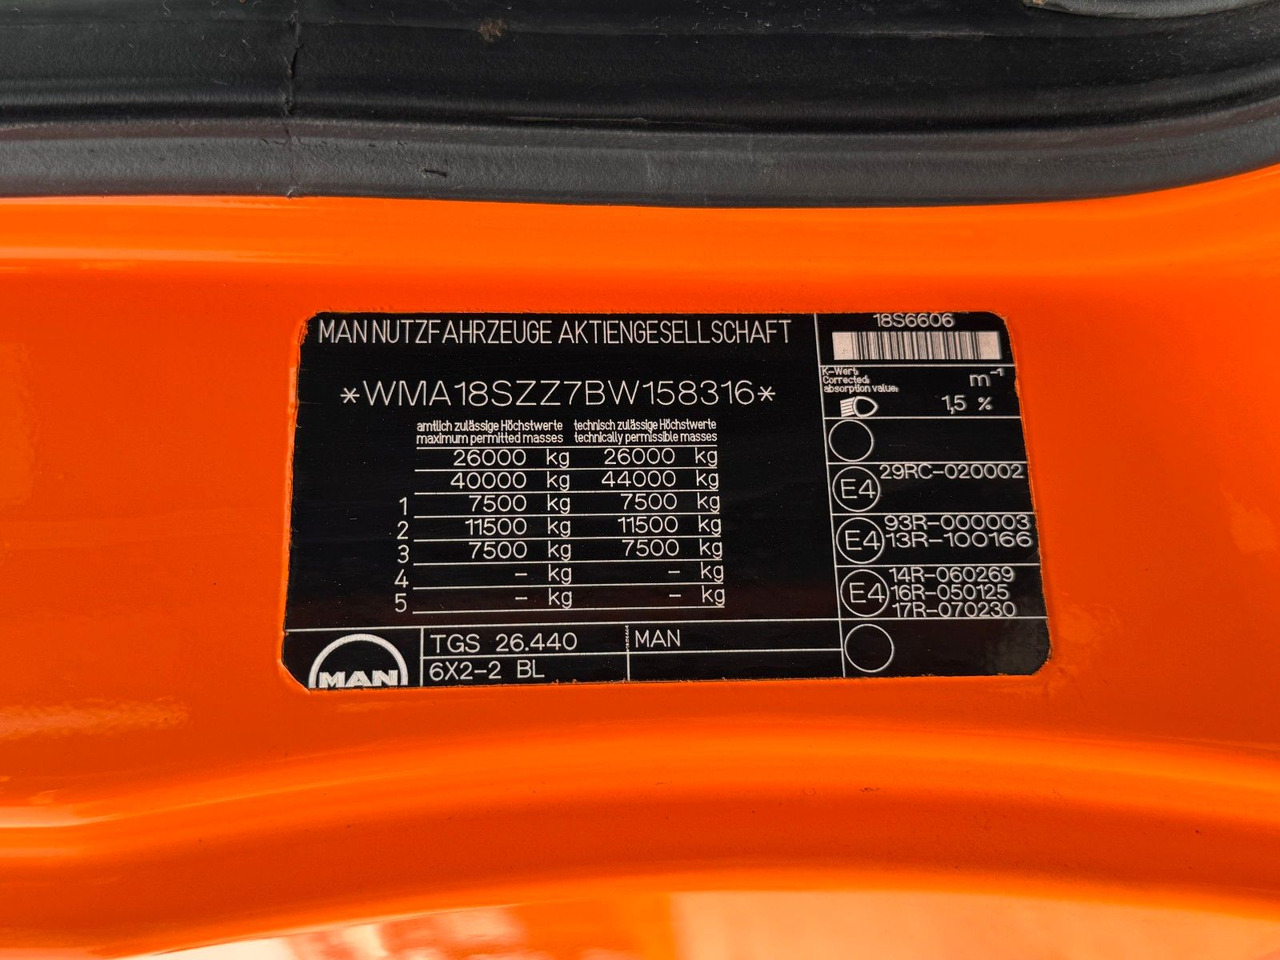 MAN NUTZFAHRZEUGE AKTIENGESELLSCHAFT
*WMA18SZZ7BW158316*
amtlich zulässige Höchstwerte technisch zulässige Höchstwerte
maximum permitted masses technically permissible masses
26000 kg 26000 kg
40000 kg 44000 kg
1 7500 kg 7500 kg
2 11500 kg 11500 kg
3 7500 kg 7500 kg
4 - kg - kg
5 - kg - kg
MAN
TGS 26.440
6X2-2 BL
MAN
18S6606
K-Wert:
Corrected
absorption value:
m⁻¹
1,5 %
E4 29RC-020002
E4 93R-000003
13R-100166
E4 14R-060269
16R-050125
17R-070230